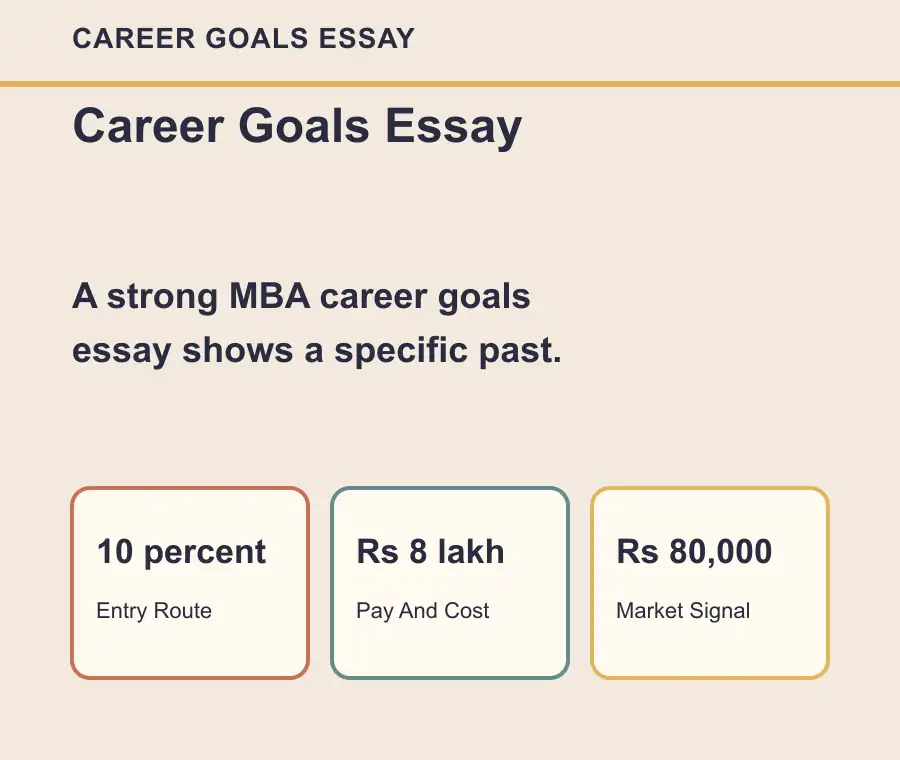 CAREER GOALS ESSAY
Career Goals Essay
A strong MBA career goals
essay shows a specific past.
10 percent
Entry Route
Rs 8 lakh
Pay And Cost
Rs 80,000
Market Signal